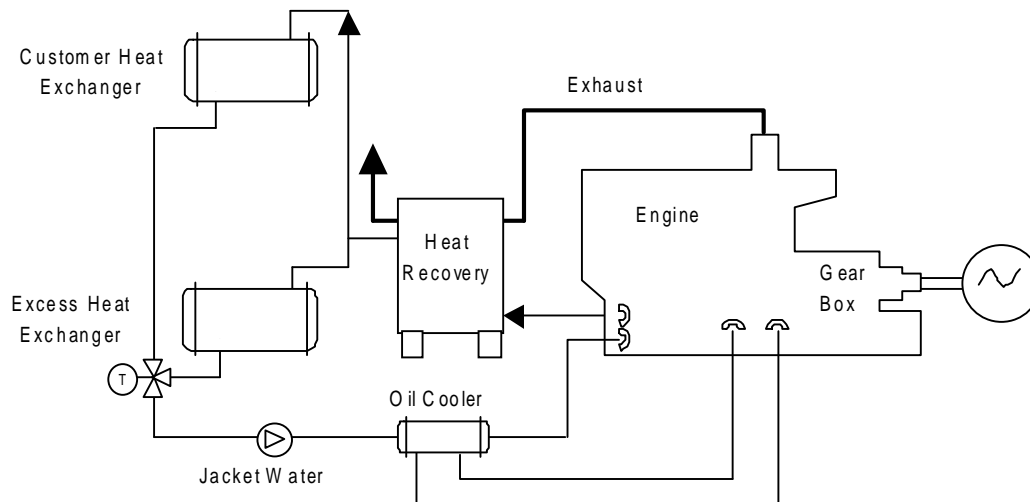 Customer Heat
Exchanger
Exhaust
Engine
Heat
Recovery
Gear
Box
Excess Heat
Exchanger
T
Oil Cooler
Jacket Water